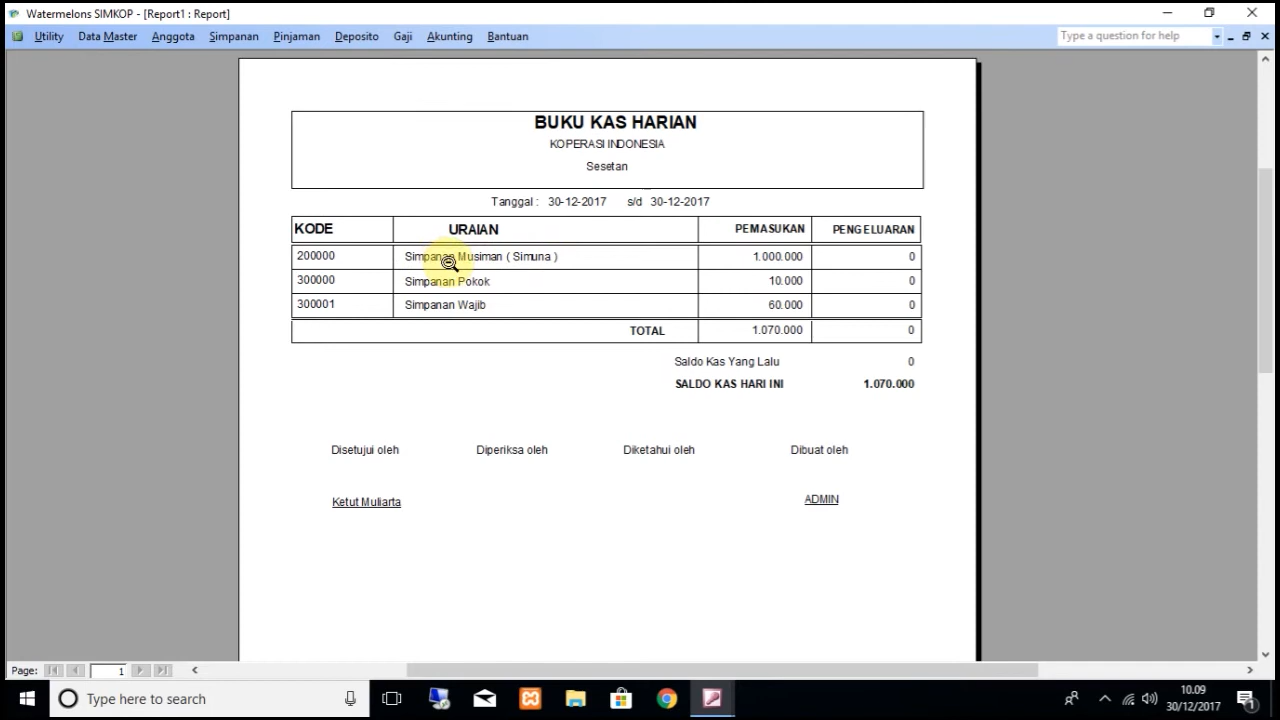 Watermelons SIMKOP - [Report1 : Report]
Utility Data Master Anggota Simpanan Pinjaman Deposito Gaji Akunting Bantuan Type a question for help
BUKU KAS HARIAN
KOPERASI INDONESIA
Sesetan
Tanggal : 30-12-2017 s/d 30-12-2017
KODE URAIAN PEMASUKAN PENGELUARAN
200000 Simpanan Musiman ( Simuna ) 1.000.000 0
300000 Simpanan Pokok 10.000 0
300001 Simpanan Wajib 60.000 0
TOTAL 1.070.000 0
Saldo Kas Yang Lalu 0
SALDO KAS HARI INI 1.070.000
Disetujui oleh Diperiksa oleh Diketahui oleh Dibuat oleh
Ketut Muliarta ADMIN
Page: 1
Type here to search
10.09
30/12/2017
1